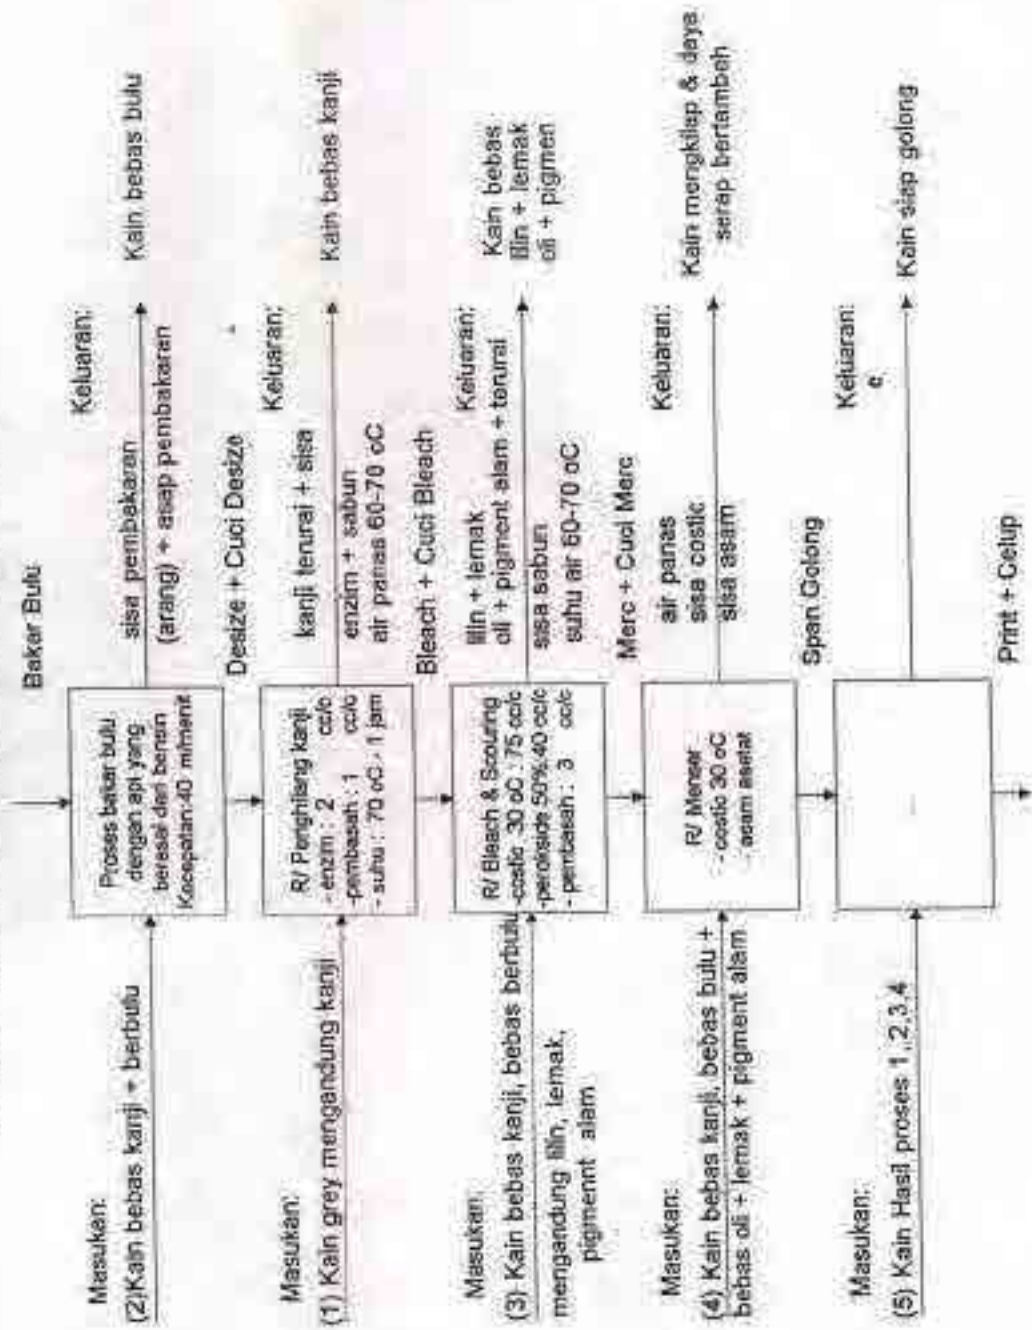 Bakar Bulu
Masukan:
(2)Kain bebas kanji + berbulu
Proses bakar bulu
dengan api yang
berasal dari bensin
Kecepatan:40 m/menit
sisa pembakaran
(arang) + asap pembakaran
Keluaran:
Kain bebas bulu
Desize + Cuci Desize
Masukan:
(1) Kain grey mengandung kanji
R/ Penghilang kanji
- enzim : 2 cc/c
-pembasah : 1 cc/c
- suhu : 70 oC, 1 jam
kanji terurai + sisa
enzim + sabun
air panas 60-70 oC
Keluaran:
Kain bebas kanji
Bleach + Cuci Bleach
Masukan:
(3) Kain bebas kanji, bebas berbulu
mengandung lilin, lemak,
pigmennt alam
R/ Bleach & Scouring
-costic 30 oC : 75 cc/c
-perokside 50%:40 cc/c
- pembasah : 3 cc/c
lilin + lemak
oli + pigment alam + terurai
sisa sabun
suhu air 60-70 oC
Keluaran:
Kain bebas
lilin + lemak
oli + pigmen
Merc + Cuci Merc
Masukan:
(4) Kain bebas kanji, bebas bulu +
bebas oli + lemak + pigment alam
R/ Merser
- costic 30 oC
- asam asetat
air panas
sisa costic
sisa asam
Keluaran:
Kain mengkilap & daya
serap bertambah
Span Golong
Masukan:
(5) Kain Hasil proses 1,,2,3,4
Keluaran:
e
Kain siap golong
Print + Celup